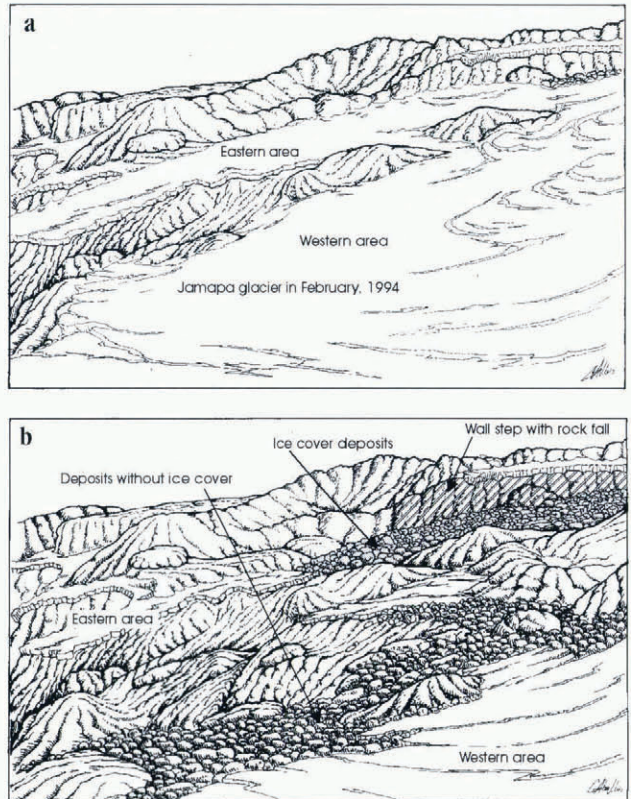 a
Eastern area
Western area
Jamapa glacier in February, 1994
b
Wall step with rock fall
Ice cover deposits
Deposits without ice cover
Eastern area
Western area